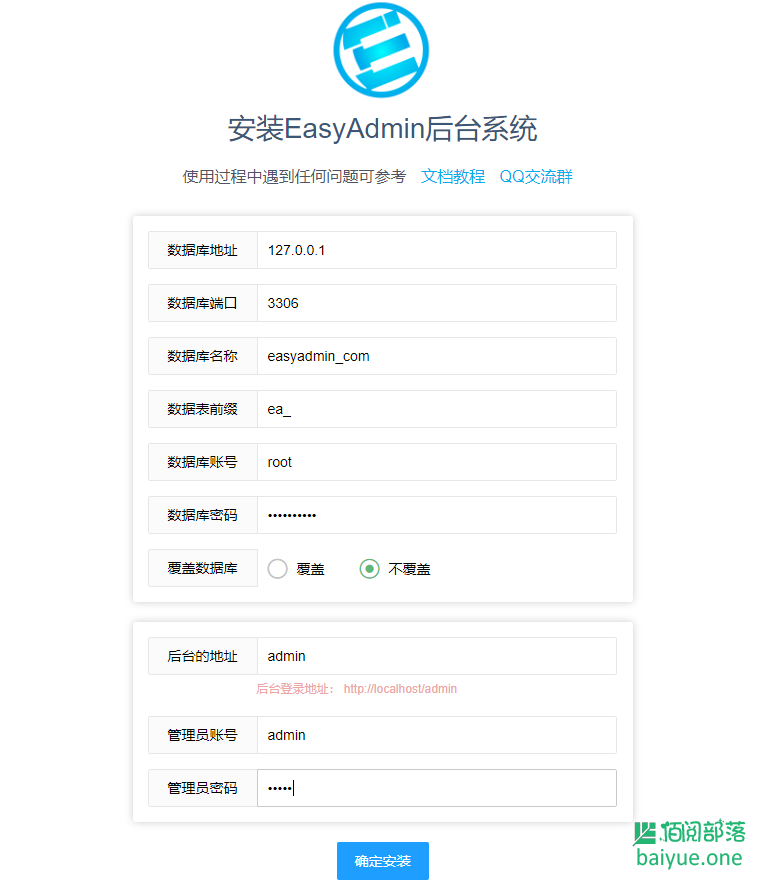 安装EasyAdmin后台系统
使用过程中遇到任何问题可参考 文档教程 QQ交流群
数据库地址 127.0.0.1
数据库端口 3306
数据库名称 easyadmin_com
数据表前缀 ea_
数据库账号 root
数据库密码 ••••••••••
覆盖数据库 覆盖 不覆盖
后台的地址 admin
后台登录地址： http://localhost/admin
管理员账号 admin
管理员密码 •••••
确定安装
佰阅部落
baiyue.one